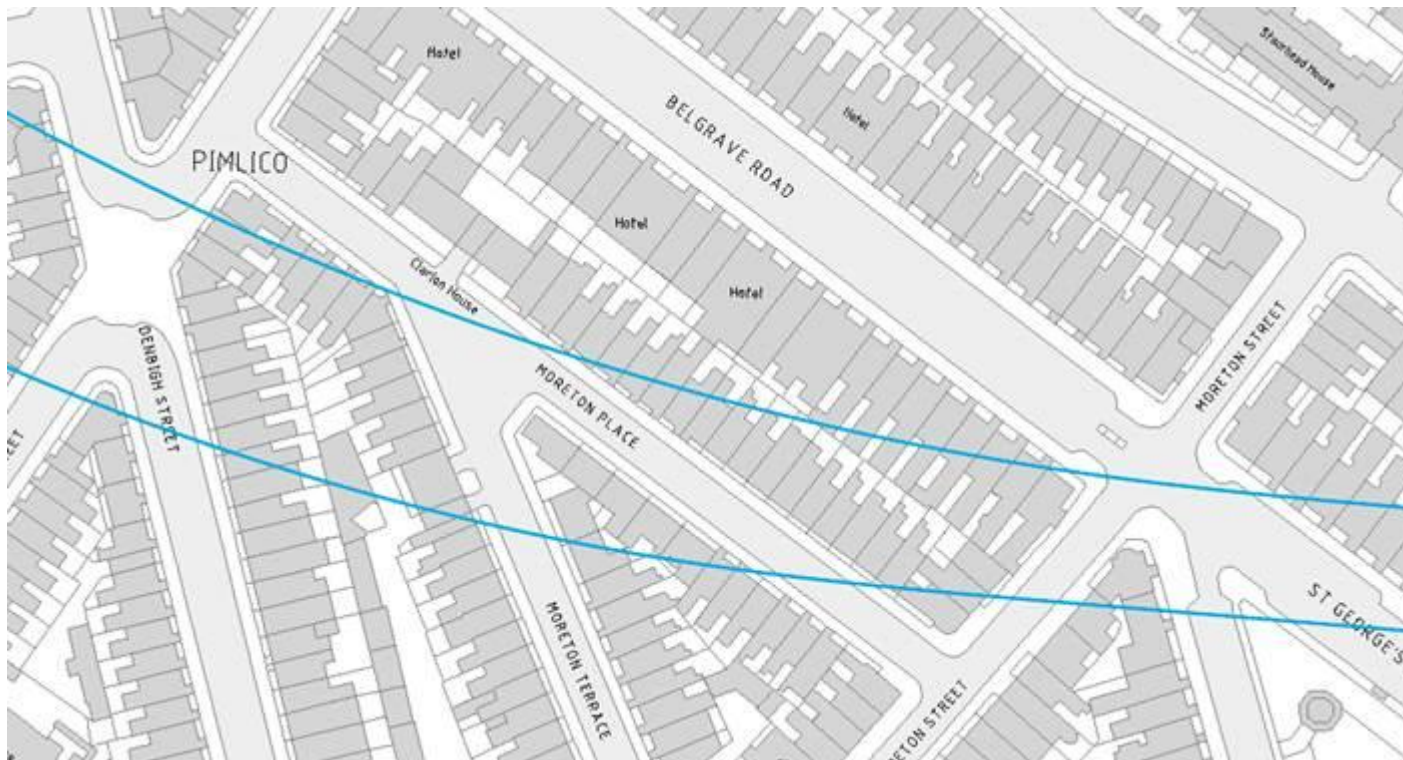 Hotel
Stourhead House
BELGRAVE ROAD
Hotel
PIMLICO
Hotel
Clarion House
Hotel
MORETON STREET
DENBIGH STREET
MORETON PLACE
EET
MORETON TERRACE
ST GEORGE'S
ETON STREET